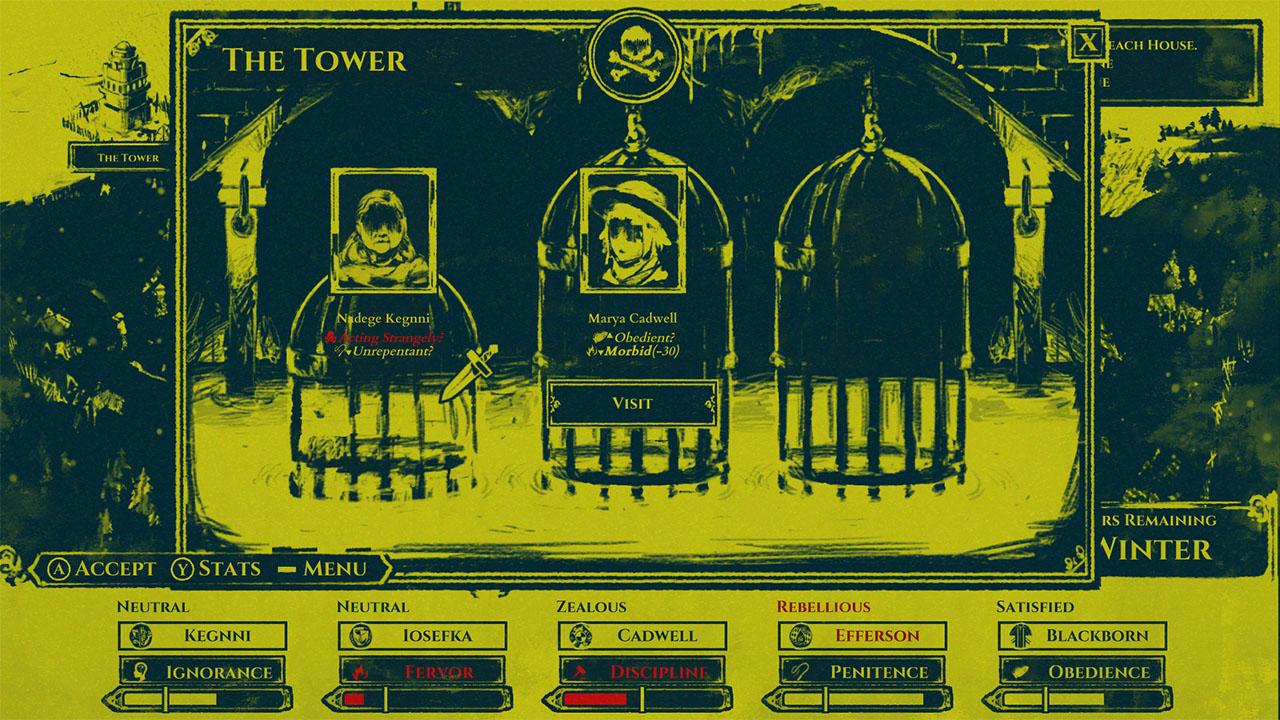 THE TOWER
X
EACH HOUSE.
E
E
THE TOWER
Nadege Kegnni
Acting Strangely?
Unrepentant?
Marya Cadwell
Obedient?
Morbid(-30)
VISIT
RS REMAINING
WINTER
A ACCEPT Y STATS MENU
NEUTRAL
KEGNNI
IGNORANCE
NEUTRAL
IOSEFKA
FERVOR
ZEALOUS
CADWELL
DISCIPLINE
REBELLIOUS
EFFERSON
PENITENCE
SATISFIED
BLACKBORN
OBEDIENCE